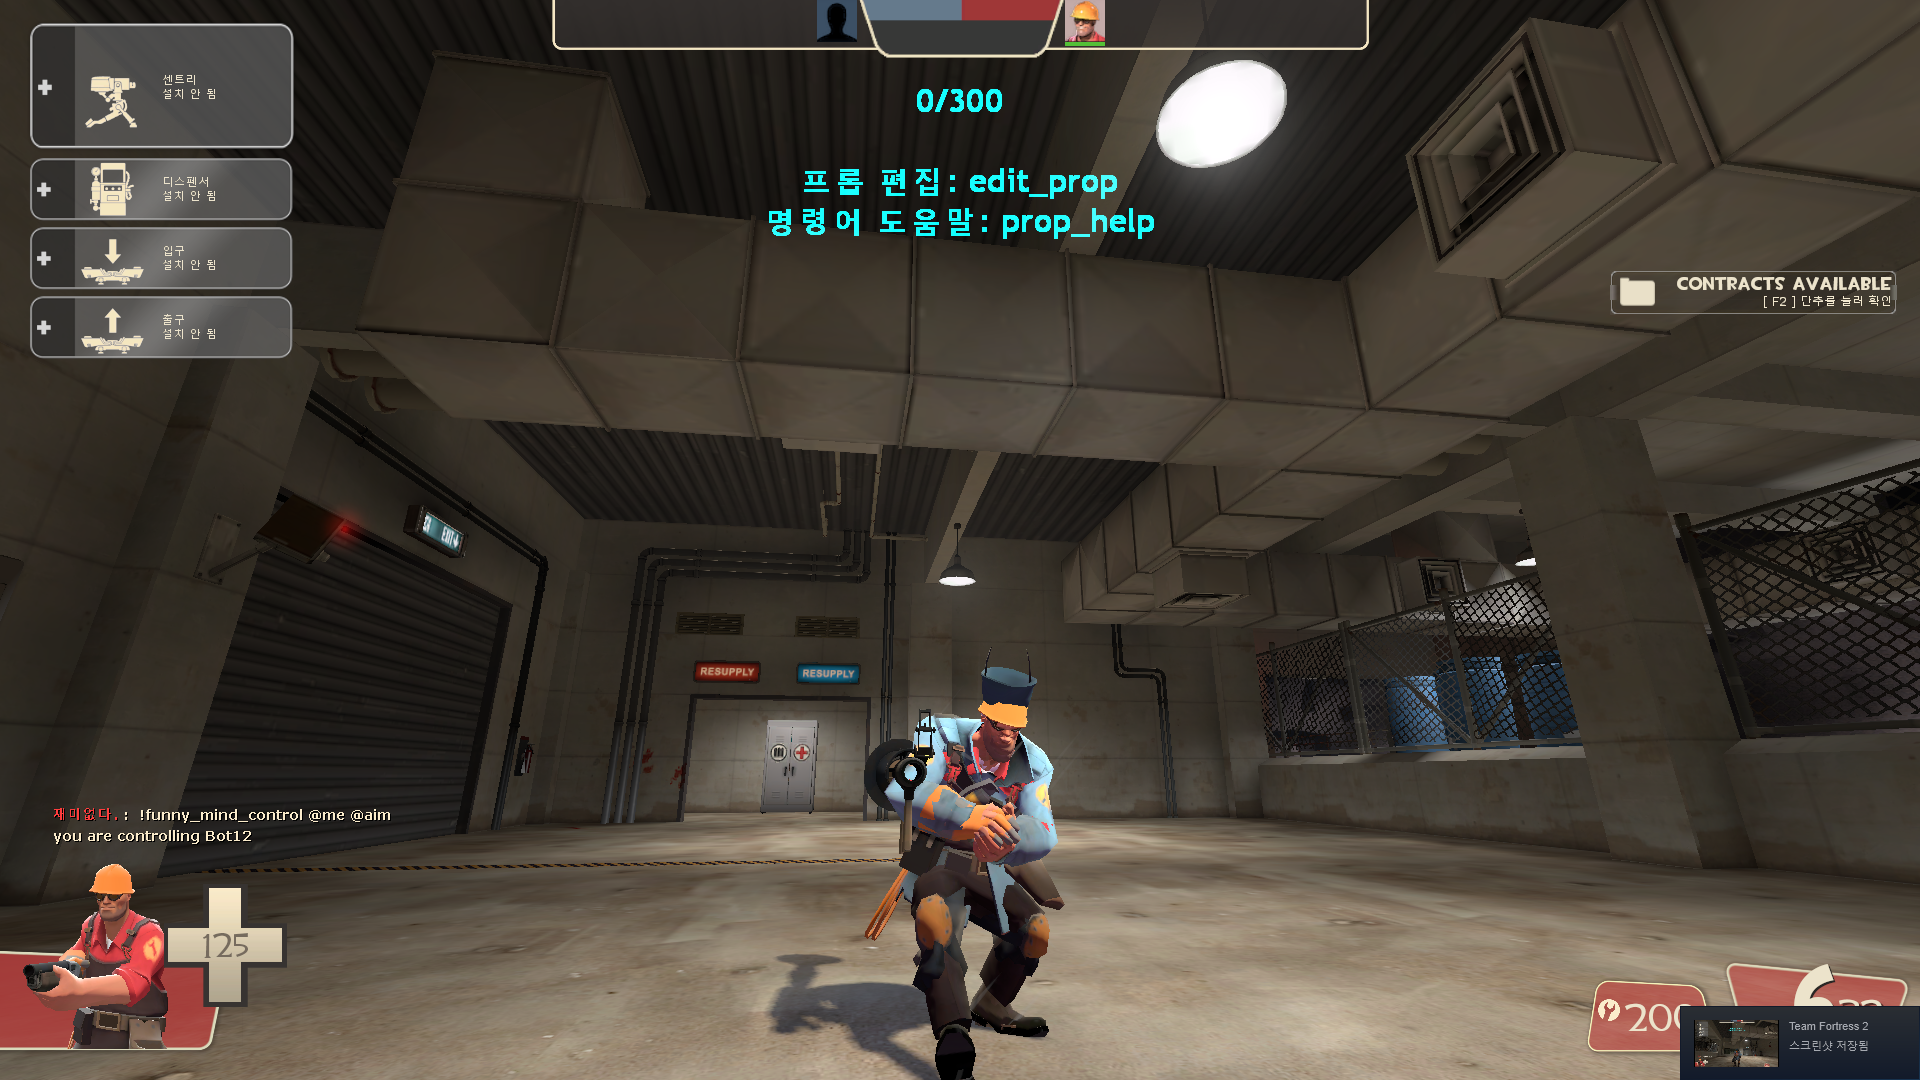 센트리
설치 안 됨
디스펜서
설치 안 됨
입구
설치 안 됨
출구
설치 안 됨
0/300
프롭 편집: edit_prop
명령어 도움말: prop_help
CONTRACTS AVAILABLE
[ F2 ] 단추를 눌러 확인
EXIT
RESUPPLY
RESUPPLY
재미없다.: !funny_mind_control @me @aim
you are controlling Bot12
125
200
6
Team Fortress 2
스크린샷 저장됨